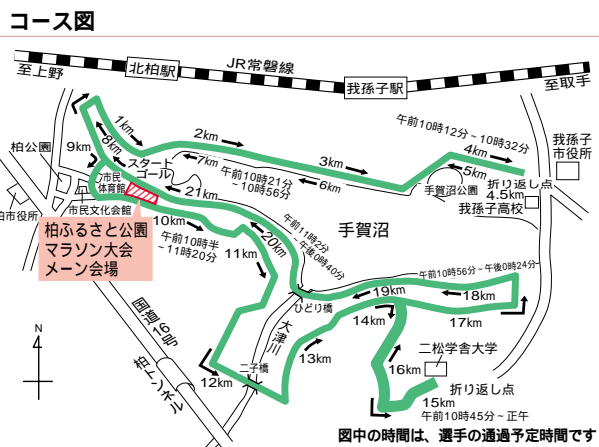 コース図
JR常磐線
至上野
北柏駅
我孫子駅
至取手
1km
2km
3km
4km
5km
6km
7km
8km
9km
午前10時12分~10時32分
我孫子
市役所
折り返し点
4.5km
手賀沼公園
我孫子高校
柏公園
スタート
ゴール
午前10時21分
~10時56分
市民
体育館
21km
市民文化会館
柏市役所
10km
午前10時半
~11時20分
11km
20km
午前11時2分
~午後0時40分
手賀沼
柏ふるさと公園
マラソン大会
メーン会場
午前10時56分~午後0時24分
19km
18km
17km
ひどり橋
14km
13km
大津川
国道16号
柏トンネル
二子橋
12km
16km
二松学舎大学
折り返し点
15km
午前10時45分~正午
N
図中の時間は、選手の通過予定時間です